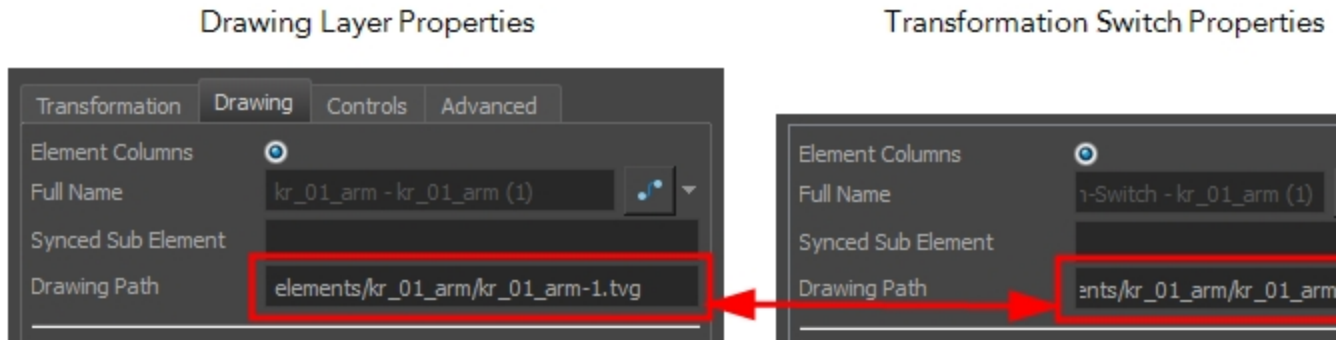 Drawing Layer Properties
Transformation Switch Properties
Transformation Drawing Controls Advanced
Element Columns
Full Name kr_01_arm - kr_01_arm (1)
Synced Sub Element
Drawing Path elements/kr_01_arm/kr_01_arm-1.tvg
Element Columns
Full Name n-Switch - kr_01_arm (1)
Synced Sub Element
Drawing Path ents/kr_01_arm/kr_01_arm